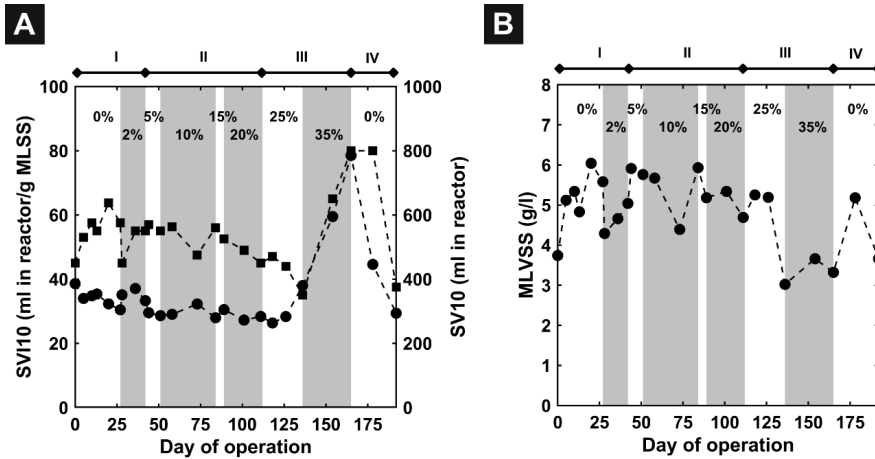 A
I II III IV
100 1000
0% 5% 15% 25% 0%
2% 10% 20% 35%
80 800
60 600
40 400
20 200
0 0
0 25 50 75 100 125 150 175
SVI10 (ml in reactor/g MLSS)
SV10 (ml in reactor)
Day of operation
B
I II III IV
8
0% 5% 15% 25% 0%
2% 10% 20% 35%
7
6
5
4
3
2
1
0
0 25 50 75 100 125 150 175
MLVSS (g/l)
Day of operation